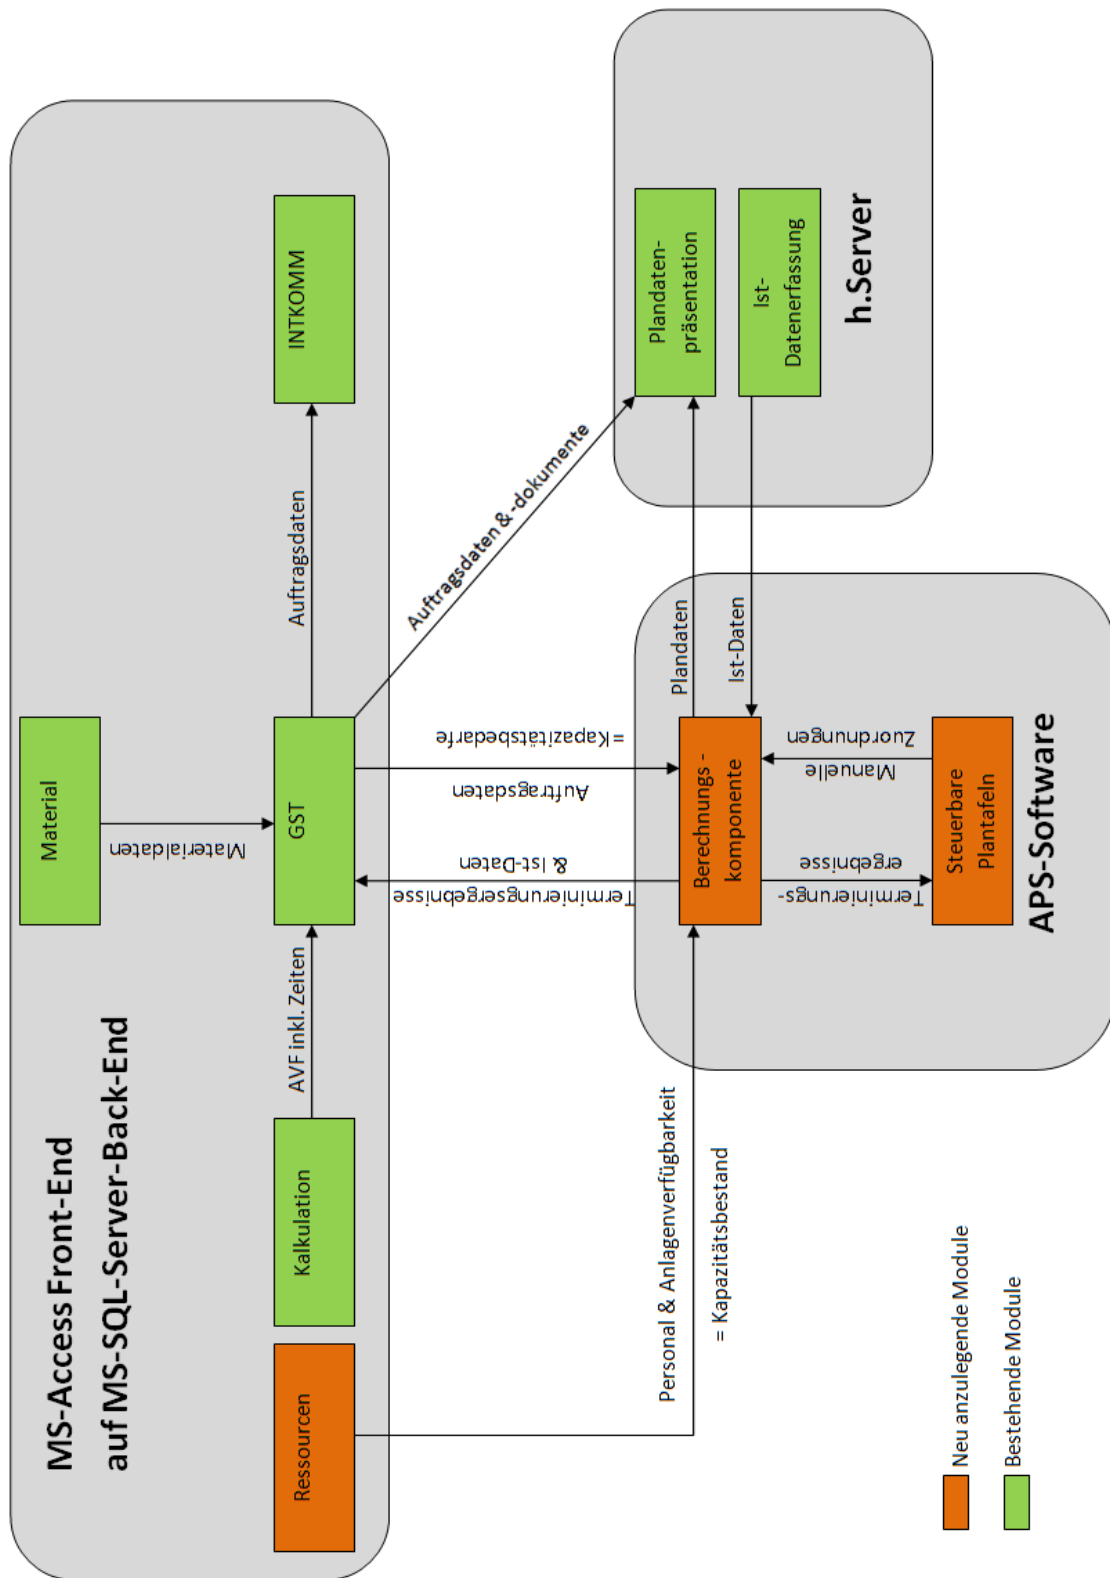 MS-Access Front-End
auf MS-SQL-Server-Back-End
Material
Materialdaten
Ressourcen
Kalkulation
AVF inkl. Zeiten
GST
Auftragsdaten
INTKOMM
Auftragsdaten & -dokumente
Terminierungsergebnisse
& Ist-Daten
Auftragsdaten
=Kapazitätsbedarfe
Personal & Anlagenverfügbarkeit
= Kapazitätsbestand
Berechnungs -
komponente
Plandaten
Ist-Daten
Plandaten-
präsentation
Ist-
Datenerfassung
h.Server
Terminierungs-
ergebnisse
Manuelle
Zuordnungen
Steuerbare
Plantafeln
APS-Software
Neu anzulegende Module
Bestehende Module